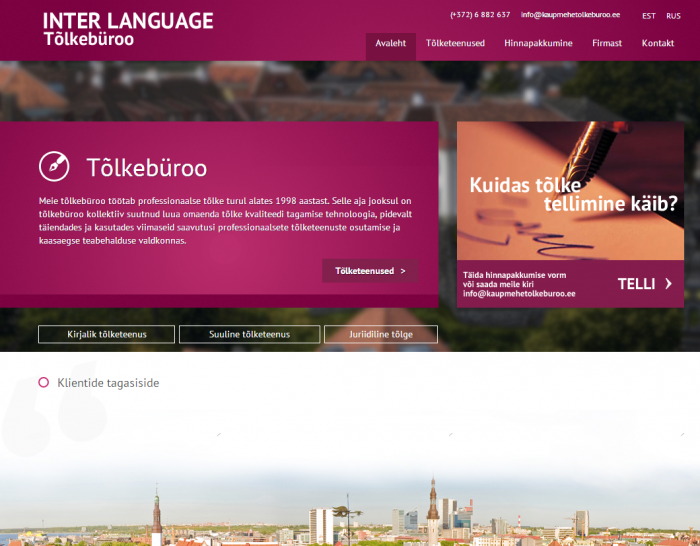 INTER LANGUAGE
Tõlkebüroo
(+372) 6 882 637
info@kaupmehetolkeburoo.ee
EST
RUS
Avaleht
Tõlketeenused
Hinnapakkumine
Firmast
Kontakt
Tõlkebüroo
Meie tõlkebüroo töötab professionaalse tõlke turul alates 1998 aastast. Selle aja jooksul on
tõlkebüroo kollektiiv suutnud luua omaenda tõlke kvaliteedi tagamise tehnoloogia, pidevalt
täiendades ja kasutades viimaseid saavutusi professionaalsete tõlketeenuste osutamise ja
kaasaegse teabehalduse valdkonnas.
Tõlketeenused >
Kuidas tõlke
tellimine käib?
Täida hinnapakkumise vorm
või saada meile kiri
info@kaupmehetolkeburoo.ee
TELLI
Kirjalik tõlketeenus
Suuline tõlketeenus
Juriidiline tõlge
Klientide tagasiside